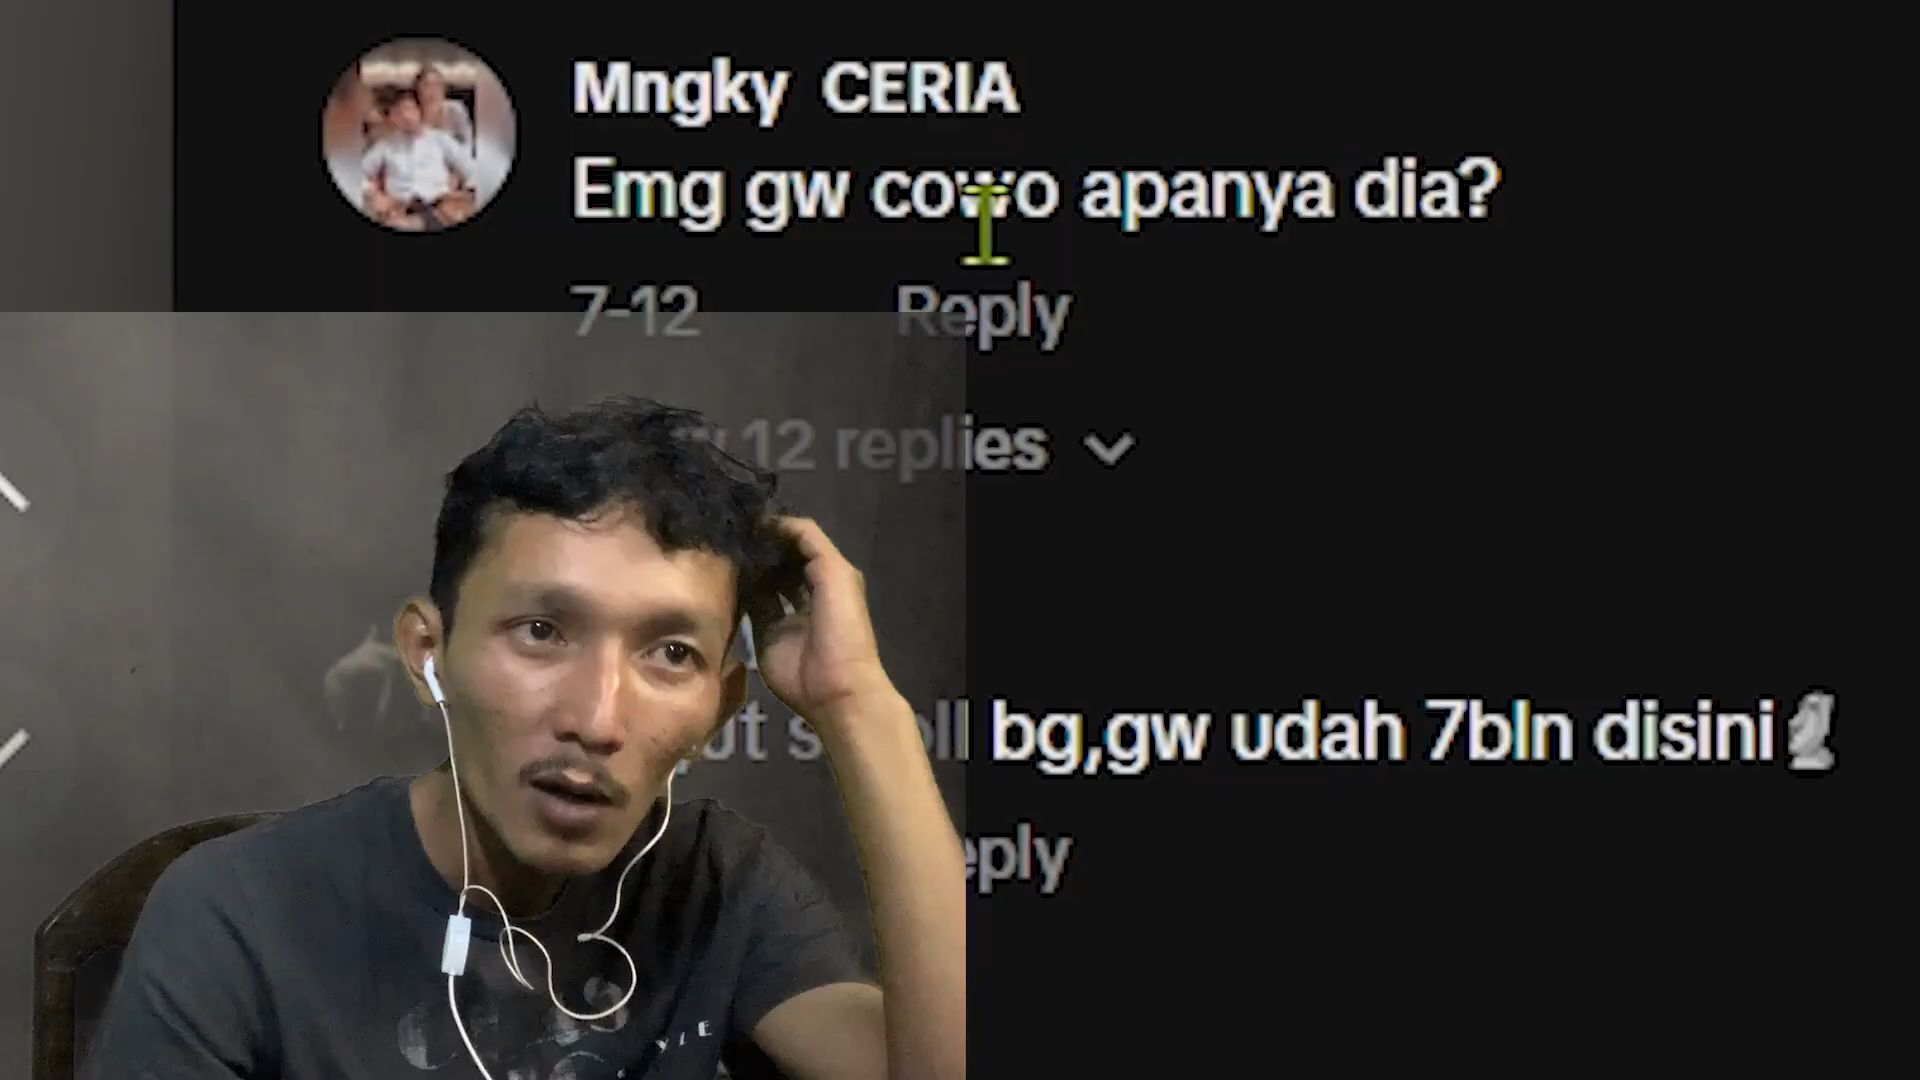 Mngky CERIA
Emg gw cowo apanya dia?
7-12 Reply
12 replies
bg,gw udah 7bln disini🗿